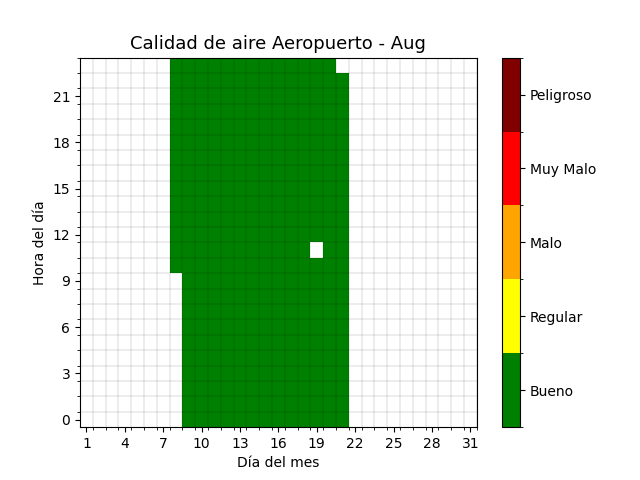 Calidad de aire Aeropuerto - Aug
Hora del día
21
18
15
12
9
6
3
0
1 4 7 10 13 16 19 22 25 28 31
Día del mes
Peligroso
Muy Malo
Malo
Regular
Bueno